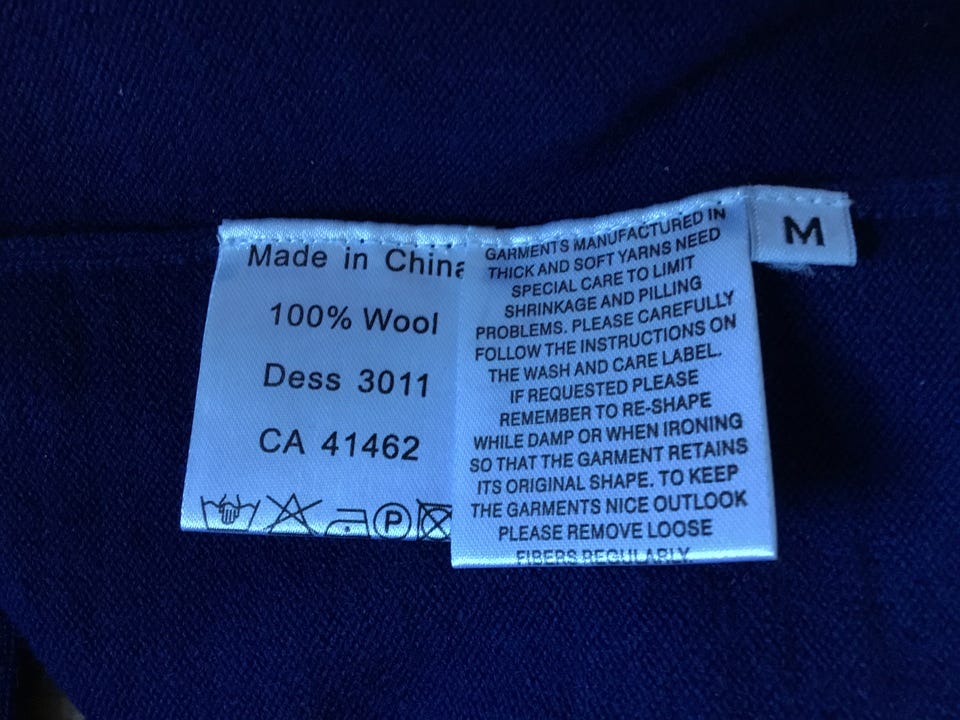 Made in China
100% Wool
Dess 3011
CA 41462
P
GARMENTS MANUFACTURED IN
THICK AND SOFT YARNS NEED
SPECIAL CARE TO LIMIT
SHRINKAGE AND PILLING
PROBLEMS. PLEASE CAREFULLY
FOLLOW THE INSTRUCTIONS ON
THE WASH AND CARE LABEL.
IF REQUESTED PLEASE
REMEMBER TO RE-SHAPE
WHILE DAMP OR WHEN IRONING
SO THAT THE GARMENT RETAINS
ITS ORIGINAL SHAPE. TO KEEP
THE GARMENTS NICE OUTLOOK
PLEASE REMOVE LOOSE
FIBERS REGULARLY.
M